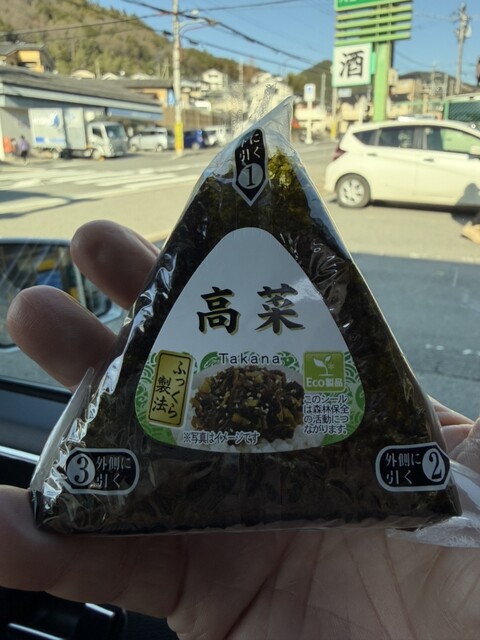 酒
に
引く
1
高菜
Takana
ふっくら
製法
Eco製品
このシール
は森林保全
の活動につ
ながります。
※写真はイメージです
3 外側に
引く
外側に 2
引く